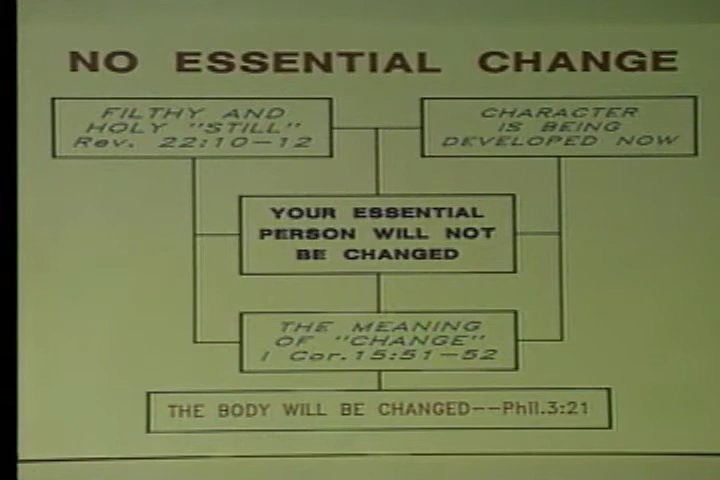 NO ESSENTIAL CHANGE
FILTHY AND
HOLY "STILL"
Rev. 22:10-12
CHARACTER
IS BEING
DEVELOPED NOW
YOUR ESSENTIAL
PERSON WILL NOT
BE CHANGED
THE MEANING
OF "CHANGE"
I Cor.15:51-52
THE BODY WILL BE CHANGED--Phil.3:21